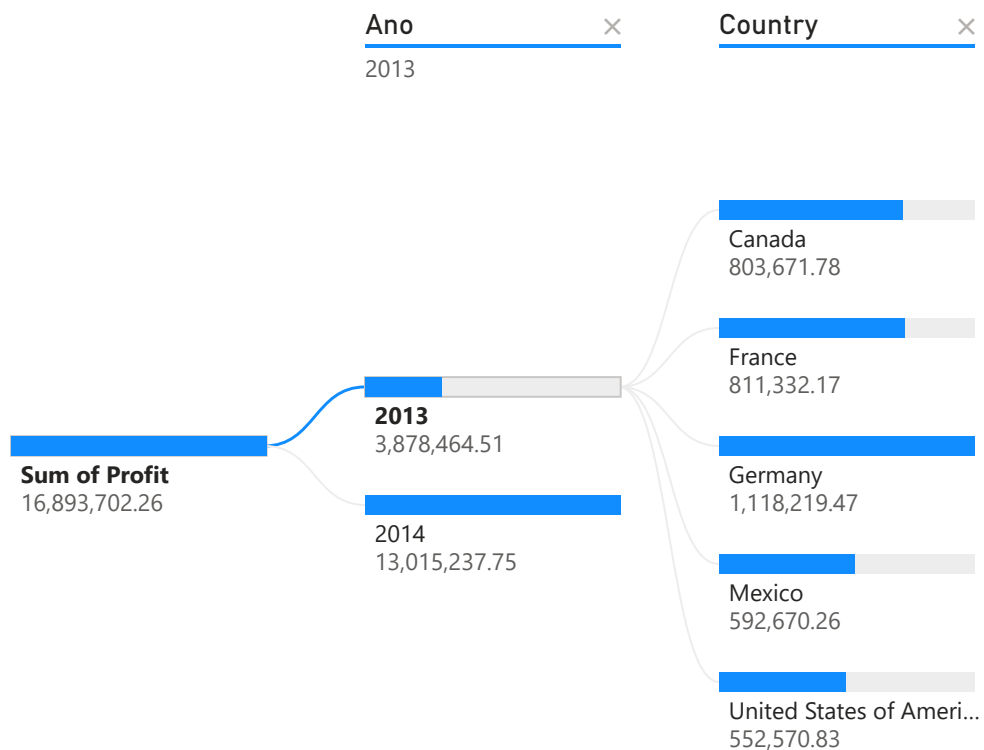 Ano
2013
Country
Sum of Profit
16,893,702.26
2013
3,878,464.51
2014
13,015,237.75
Canada
803,671.78
France
811,332.17
Germany
1,118,219.47
Mexico
592,670.26
United States of Ameri...
552,570.83